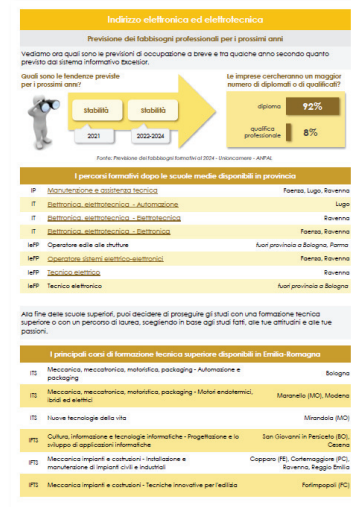 Indirizzo elettronica ed elettrotecnica
Previsione dei fabbisogni professionali per i prossimi anni
Vediamo ora quali sono le previsioni di occupazione a breve e tra qualche anno secondo quanto
previsto dal sistema informativo Excelsior.
Quali sono le tendenze previste
per i prossimi anni?
Stabilità
Stabilità
2021
2023-2024
Le imprese cercheranno un maggior
numero di diplomati o di qualificati?
diploma 92%
qualifica
professionale 8%
Fonte: Previsione dei fabbisogni formativi al 2024 - Unioncamere - ANPAL
I percorsi formativi dopo le scuole medie disponibili in provincia
IP Manutenzione e assistenza tecnica Faenza, Lugo, Ravenna
IT Elettronica, elettrotecnica - Automazione Lugo
IT Elettronica, elettrotecnica - Elettrotecnica Ravenna
IT Elettronica, elettrotecnica - Elettronica Faenza, Ravenna
IeFP Operatore edile alle strutture fuori provincia a Bologna, Parma
IeFP Operatore sistemi elettrico-elettronici Faenza, Ravenna
IeFP Tecnico elettrico Ravenna
IeFP Tecnico elettronico fuori provincia a Bologna
Alla fine delle scuole superiori, puoi decidere di proseguire gli studi con una formazione tecnica
superiore o con un percorso di laurea, scegliendo in base agli studi fatti, alle tue attitudini e alle tue
passioni.
I principali corsi di formazione tecnica superiore disponibili in Emilia-Romagna
ITS Meccanica, meccatronica, motoristica, packaging - Automazione e
packaging Bologna
ITS Meccanica, meccatronica, motoristica, packaging - Motori endotermici,
ibridi ed elettrici Maranello (MO), Modena
ITS Nuove tecnologie della vita Mirandola (MO)
IFTS Cultura, informazione e tecnologie informatiche - Progettazione e lo
sviluppo di applicazioni informatiche San Giovanni in Persiceto (BO),
Cesena
IFTS Meccanica impianti e costruzioni - Installazione e
manutenzione di impianti civili e industriali Copparo (FE), Cortemaggiore (PC),
Ravenna, Reggio Emilia
IFTS Meccanica impianti e costruzioni - Tecniche innovative per l'edilizia Forlimpopoli (FC)